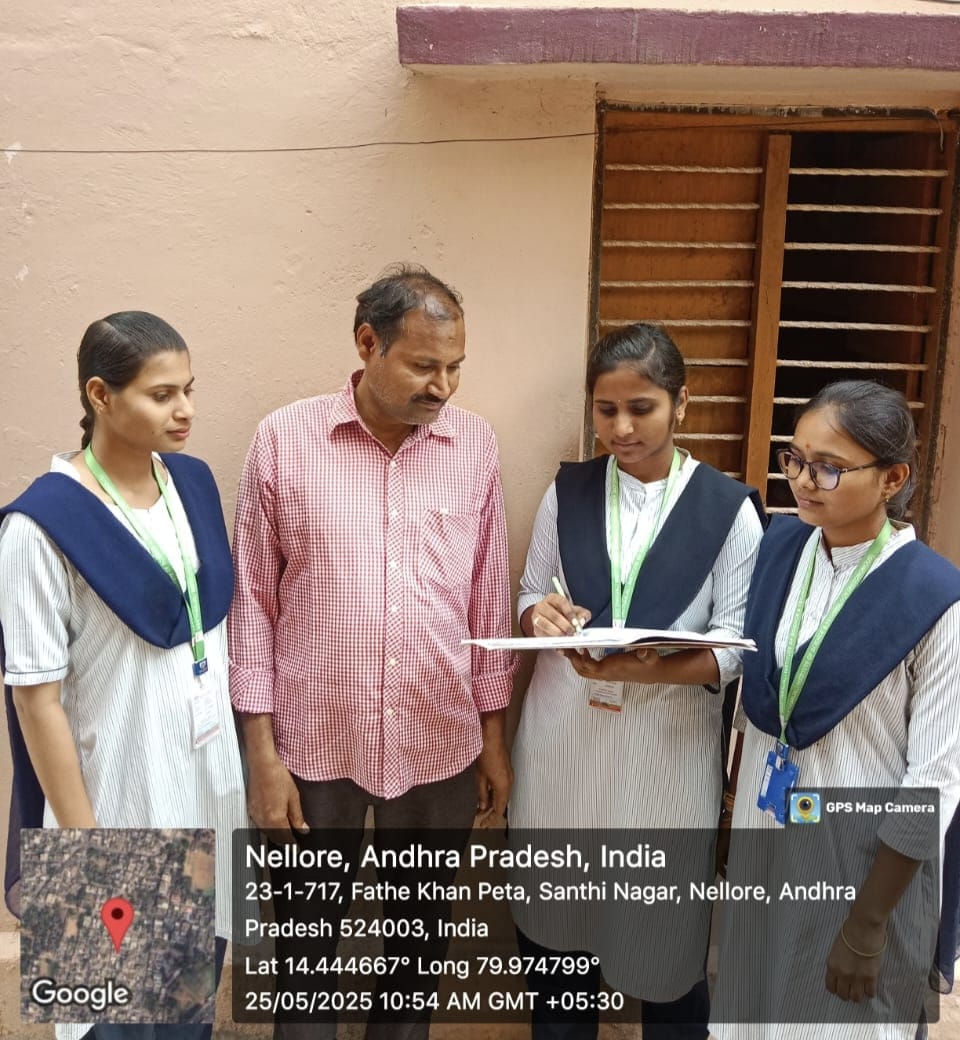 GPS Map Camera
Nellore, Andhra Pradesh, India
23-1-717, Fathe Khan Peta, Santhi Nagar, Nellore, Andhra
Pradesh 524003, India
Lat 14.444667° Long 79.974799°
25/05/2025 10:54 AM GMT +05:30
Google